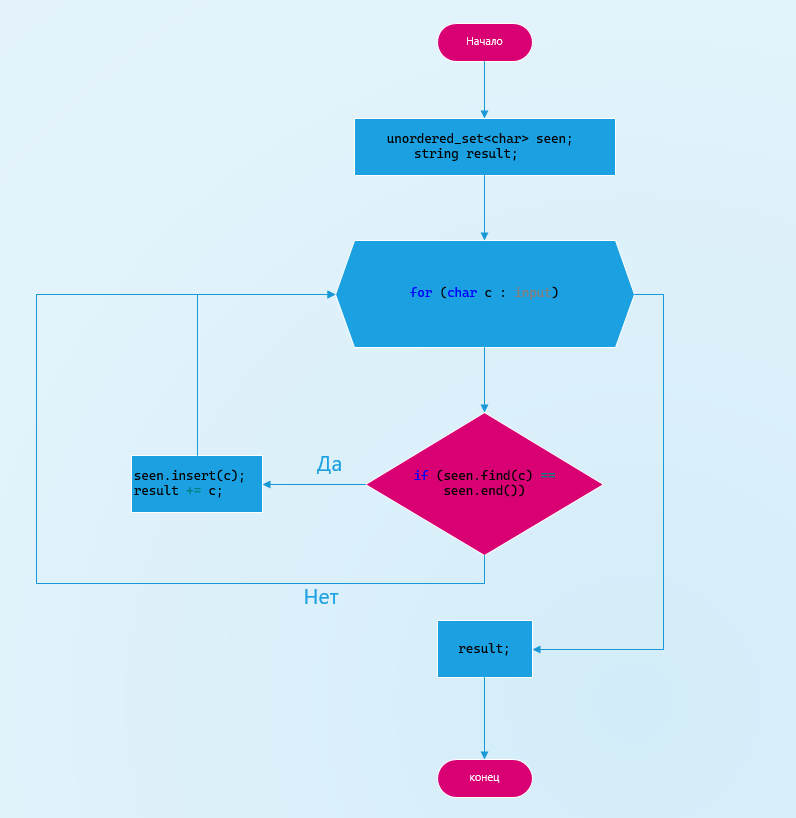 Начало
unordered_set<char> seen;
string result;
for (char c : input)
Да
seen.insert(c);
result += c;
if (seen.find(c) ==
seen.end())
Нет
result;
конец